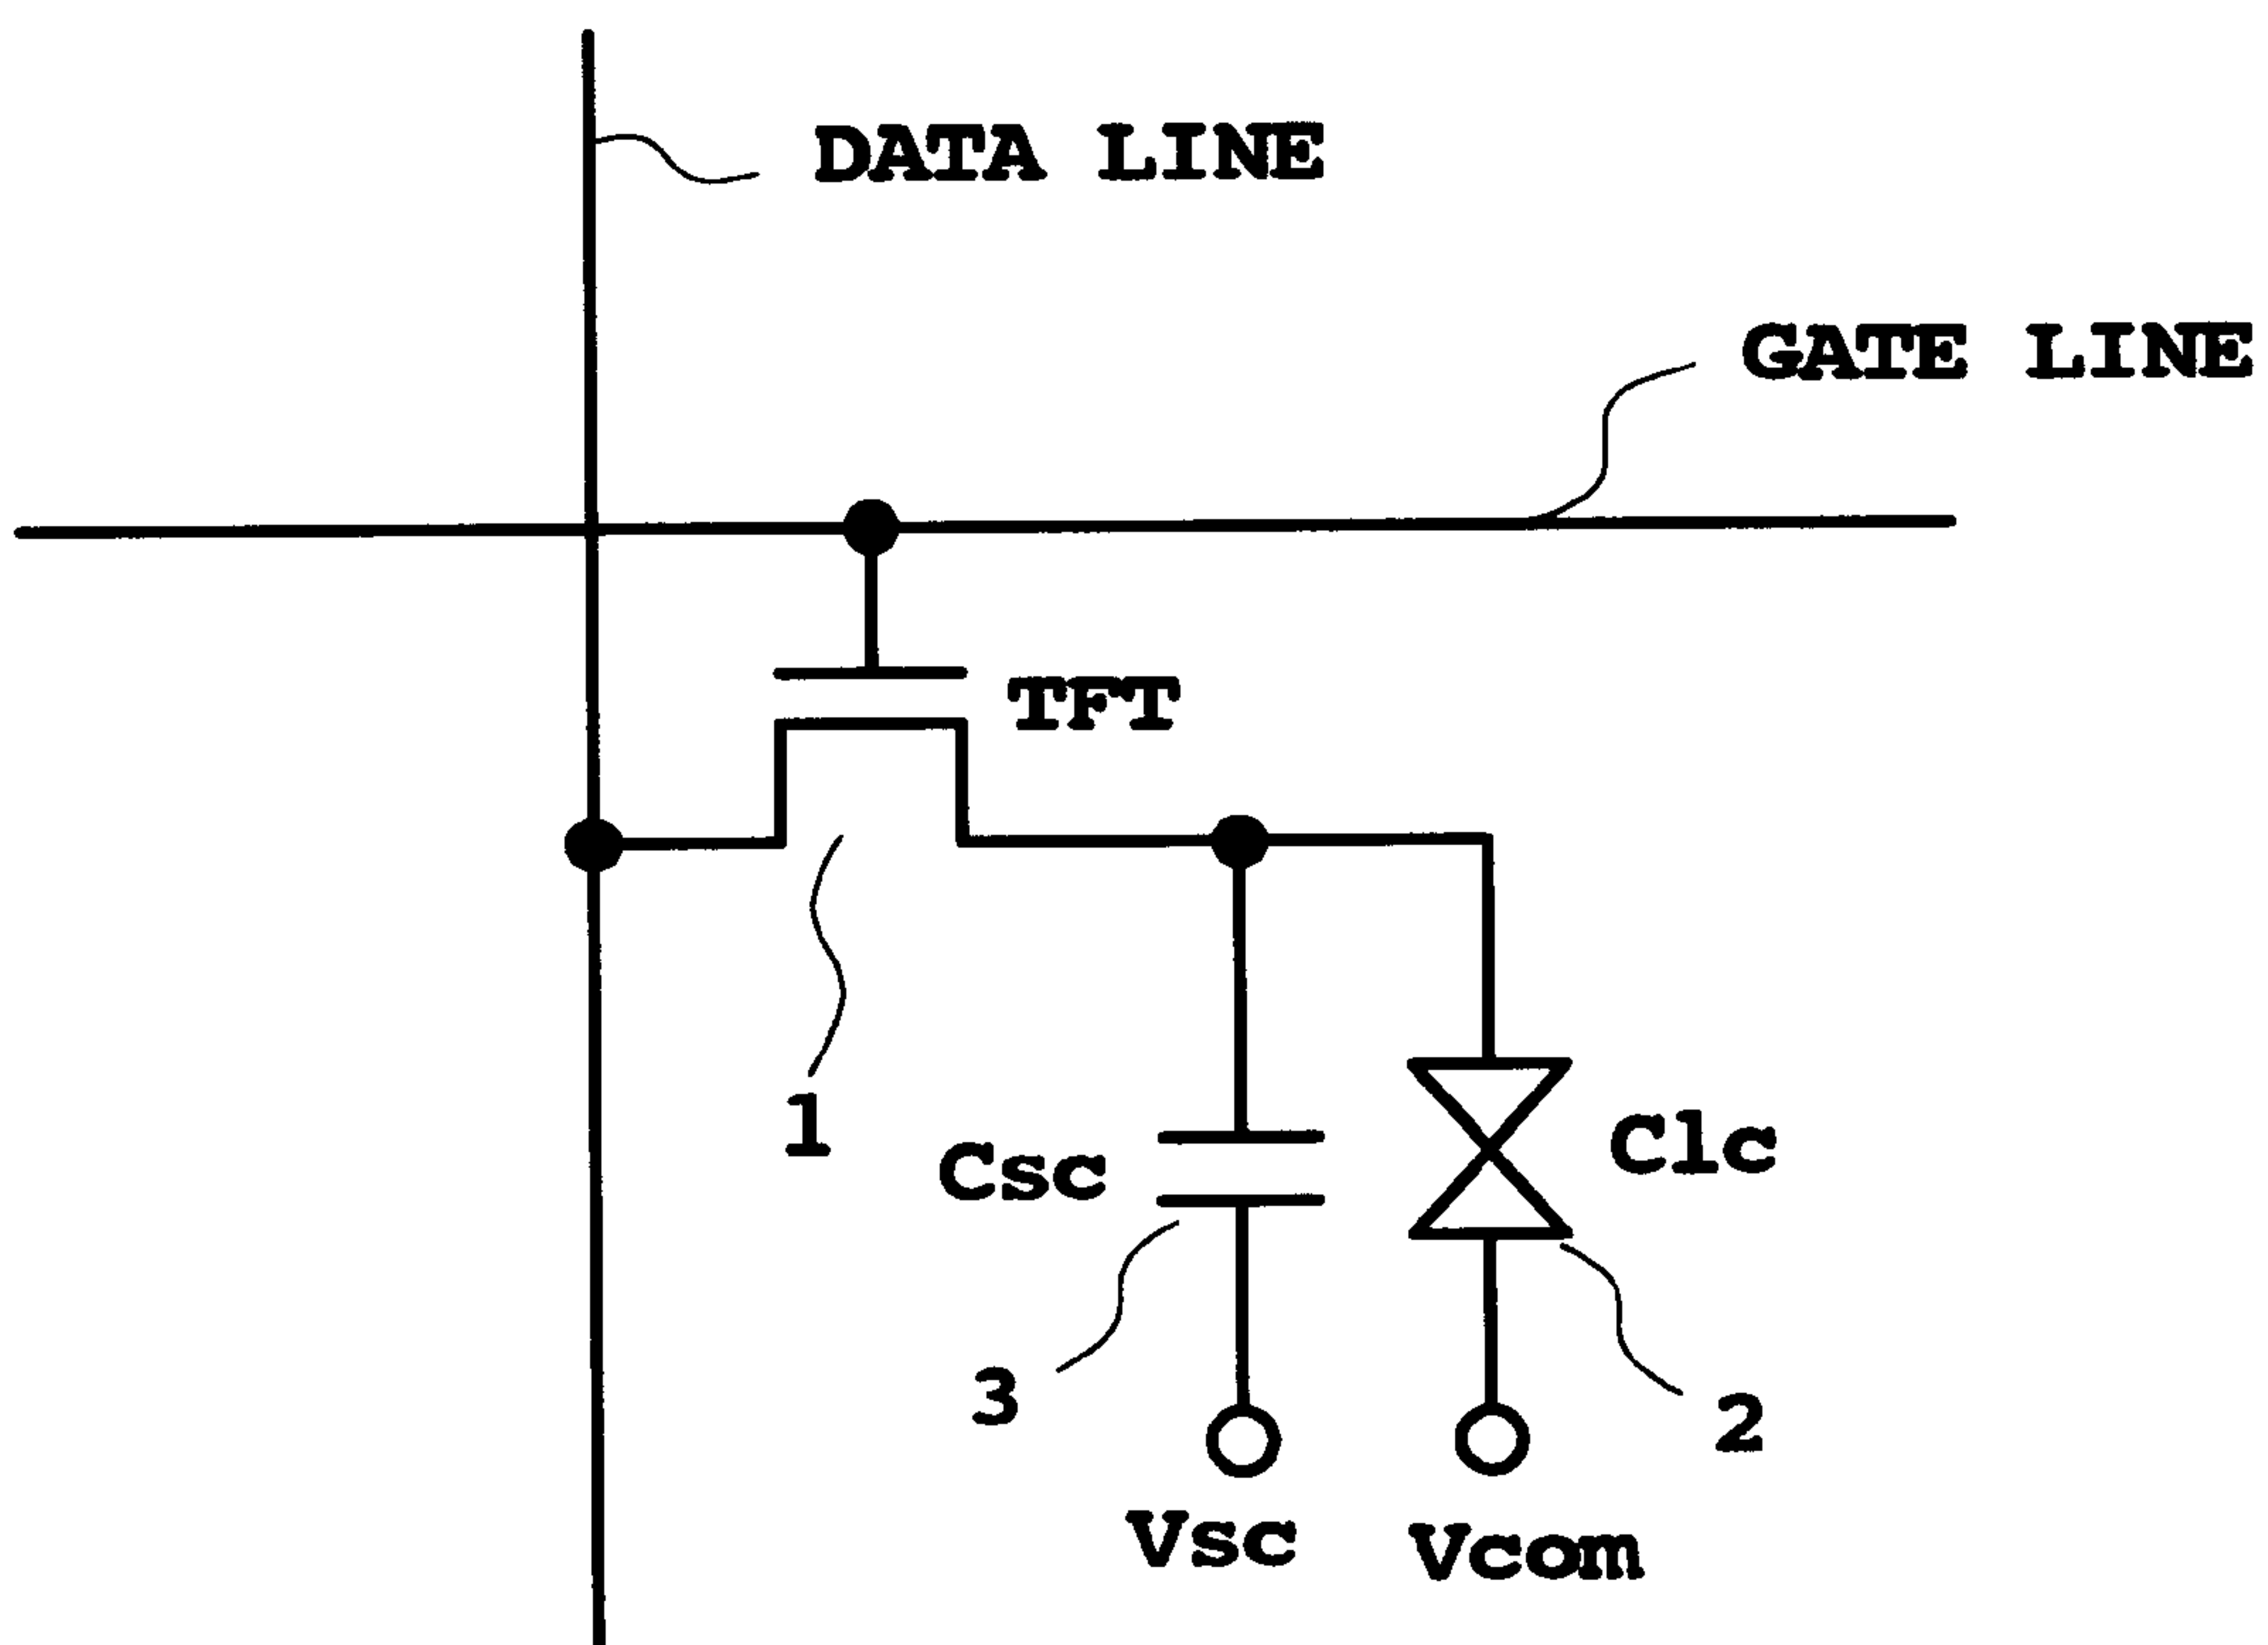 DATA LINE
GATE LINE
TFT
1
Csc
Clc
3
2
Vsc
Vcom